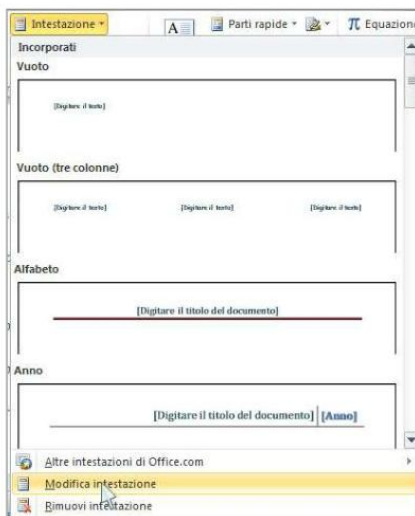 Intestazione A Parti rapide π Equazione
Incorporati
Vuoto
[Digitare il testo]
Vuoto (tre colonne)
[Digitare il testo] [Digitare il testo] [Digitare il testo]
Alfabeto
[Digitare il titolo del documento]
Anno
[Digitare il titolo del documento] [Anno]
Altre intestazioni di Office.com
Modifica intestazione
Rimuovi intestazione